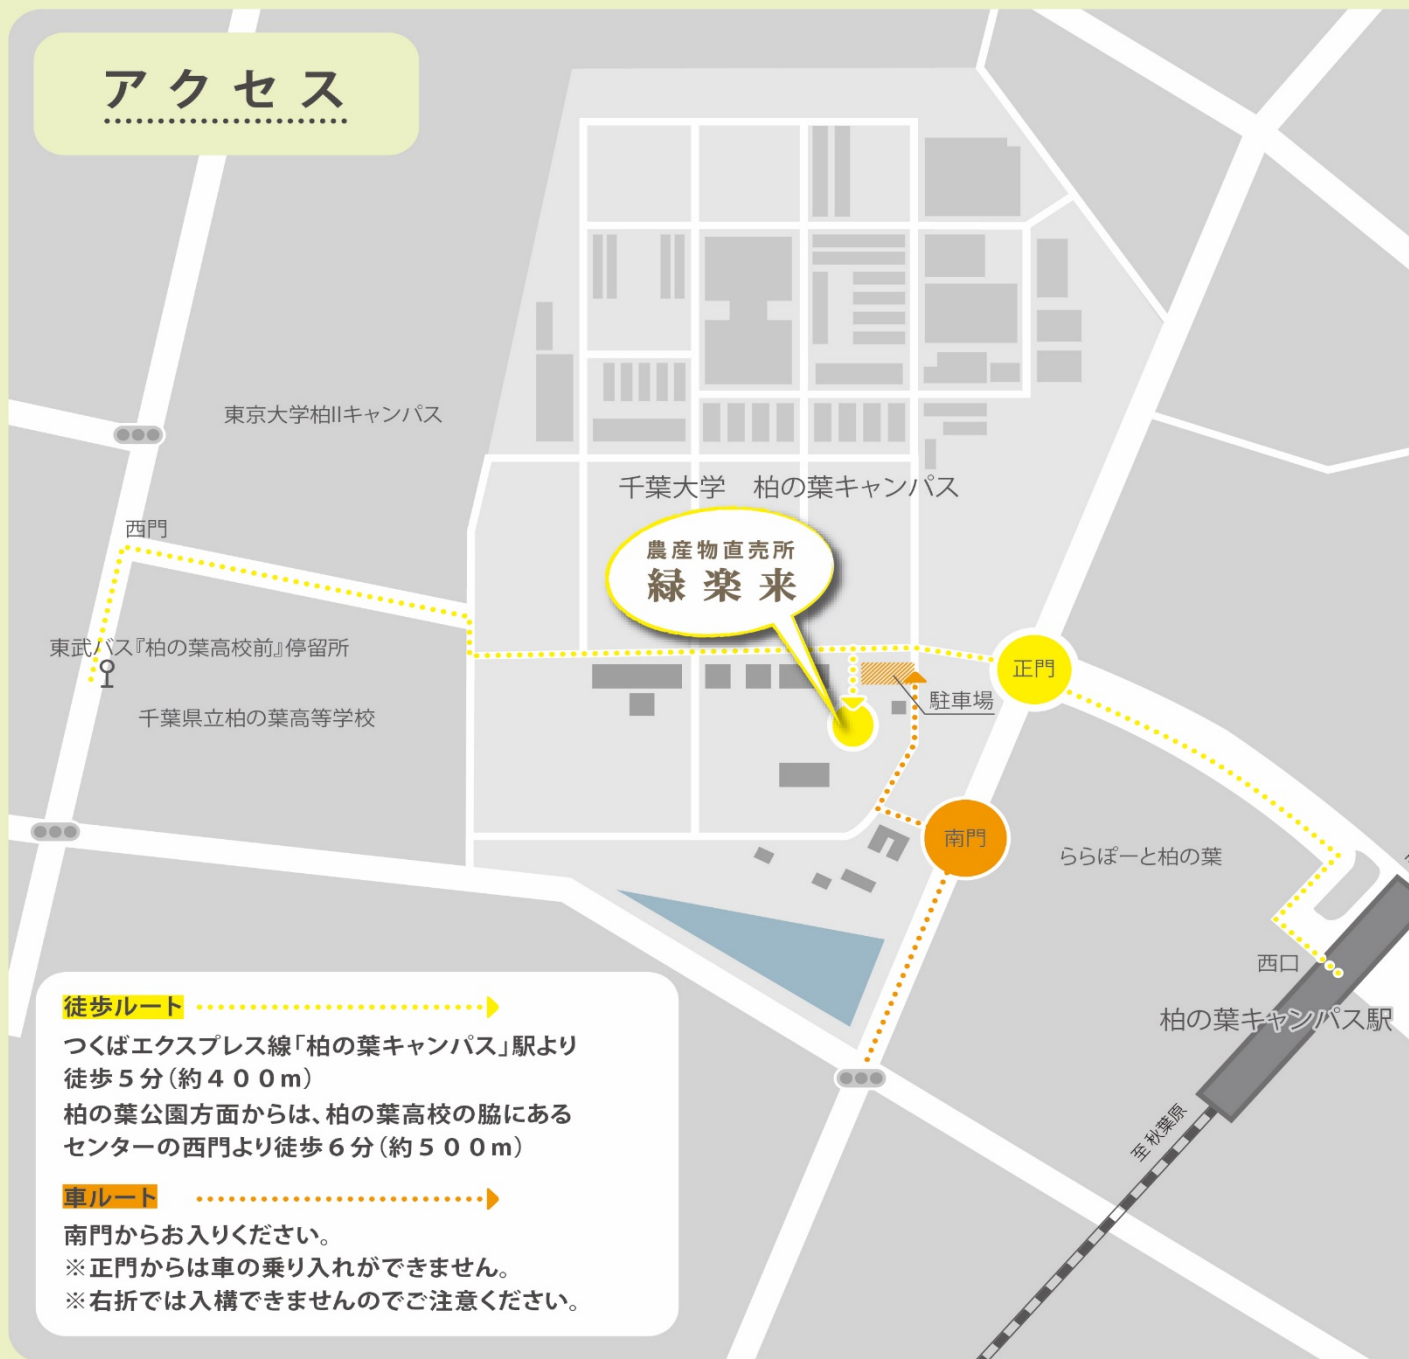 アクセス
東京大学柏IIキャンパス
千葉大学　柏の葉キャンパス
西門
農産物直売所
緑楽来
東武バス『柏の葉高校前』停留所
正門
駐車場
千葉県立柏の葉高等学校
南門
ららぽーと柏の葉
西口
柏の葉キャンパス駅
至秋葉原
徒歩ルート
つくばエクスプレス線「柏の葉キャンパス」駅より
徒歩５分（約４００ｍ）
柏の葉公園方面からは、柏の葉高校の脇にある
センターの西門より徒歩６分（約５００ｍ）
車ルート
南門からお入りください。
※正門からは車の乗り入れができません。
※右折では入構できませんのでご注意ください。